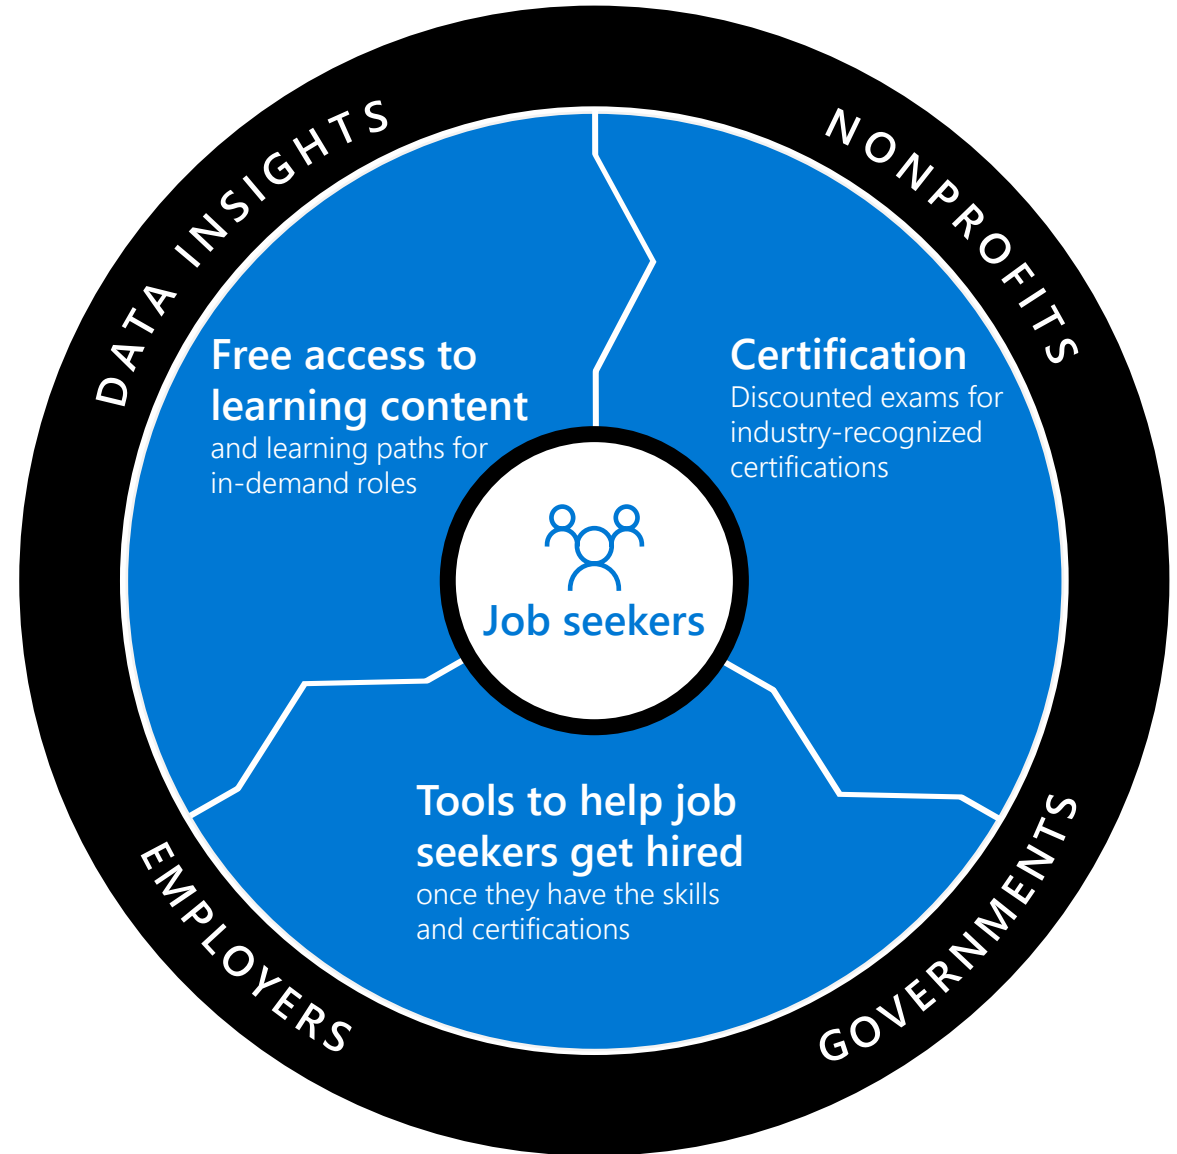 DATA INSIGHTS
NONPROFITS
Free access to
learning content
and learning paths for
in-demand roles
Certification
Discounted exams for
industry-recognized
certifications
Job seekers
Tools to help job
seekers get hired
once they have the skills
and certifications
EMPLOYERS
GOVERNMENTS